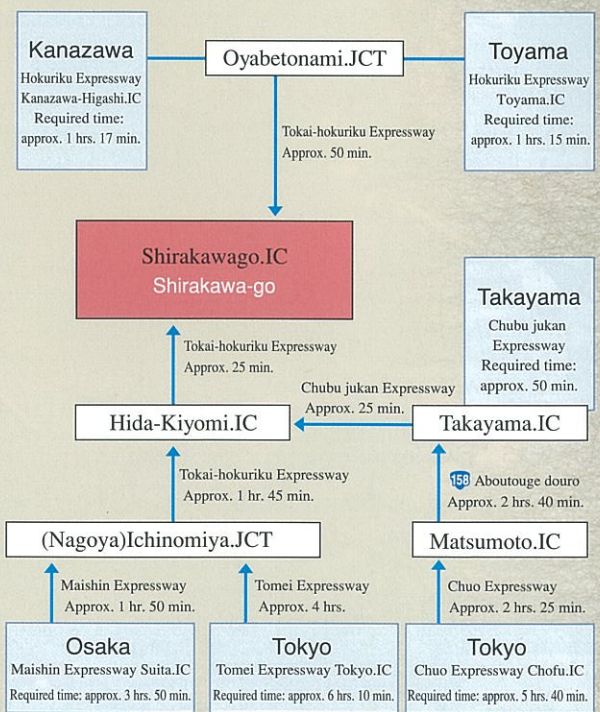 Kanazawa
Hokuriku Expressway
Kanazawa-Higashi.IC
Required time:
approx. 1 hrs. 17 min.
Oyabetonami.JCT
Toyama
Hokuriku Expressway
Toyama.IC
Required time:
approx. 1 hrs. 15 min.
Tokai-hokuriku Expressway
Approx. 50 min.
Shirakawago.IC
Shirakawa-go
Takayama
Chubu jukan
Expressway
Required time:
approx. 50 min.
Tokai-hokuriku Expressway
Approx. 25 min.
Chubu jukan Expressway
Approx. 25 min.
Hida-Kiyomi.IC
Takayama.IC
Tokai-hokuriku Expressway
Approx. 1 hr. 45 min.
158 Aboutouge douro
Approx. 2 hrs. 40 min.
(Nagoya)Ichinomiya.JCT
Matsumoto.IC
Maishin Expressway
Approx. 1 hr. 50 min.
Tomei Expressway
Approx. 4 hrs.
Chuo Expressway
Approx. 2 hrs. 25 min.
Osaka
Maishin Expressway Suita.IC
Required time: approx. 3 hrs. 50 min.
Tokyo
Tomei Expressway Tokyo.IC
Required time: approx. 6 hrs. 10 min.
Tokyo
Chuo Expressway Chofu.IC
Required time: approx. 5 hrs. 40 min.